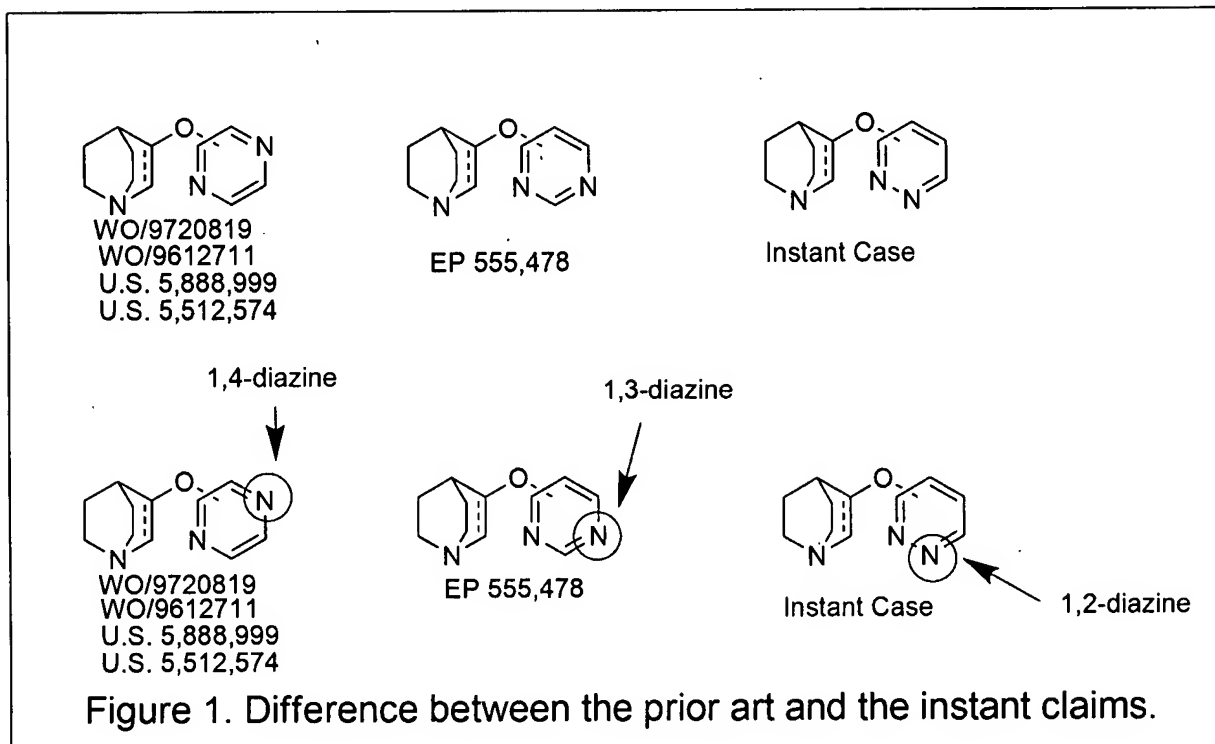 O
N
N
N
WO/9720819
WO/9612711
U.S. 5,888,999
U.S. 5,512,574
O
N
N
N
EP 555,478
O
N
N
N
Instant Case
1,4-diazine
1,3-diazine
O
N
N
N
WO/9720819
WO/9612711
U.S. 5,888,999
U.S. 5,512,574
O
N
N
N
EP 555,478
O
N
N
N
Instant Case
1,2-diazine
Figure 1. Difference between the prior art and the instant claims.